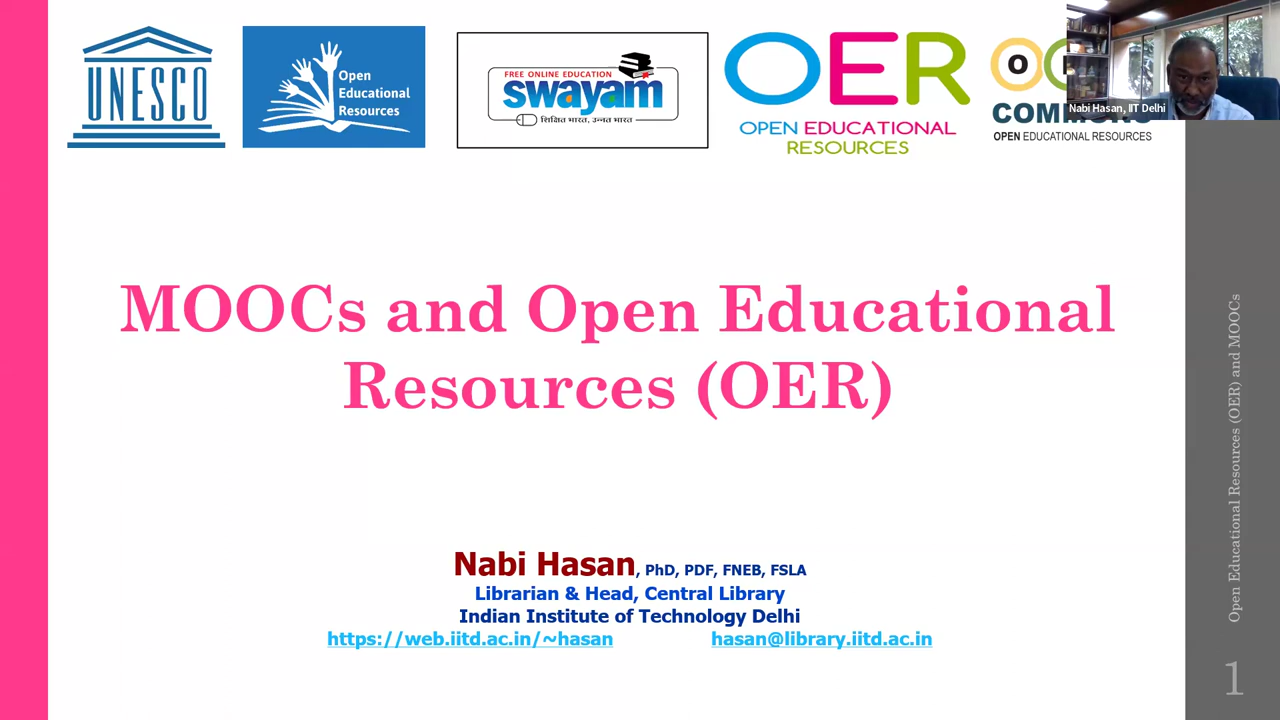 UNESCO
Open
Educational
Resources
FREE ONLINE EDUCATION
swayam
शिक्षित भारत, उन्नत भारत
OER
OPEN EDUCATIONAL
RESOURCES
Nabi Hasan, IIT Delhi
OPEN EDUCATIONAL RESOURCES
MOOCs and Open Educational
Resources (OER)
Nabi Hasan, PhD, PDF, FNEB, FSLA
Librarian & Head, Central Library
Indian Institute of Technology Delhi
https://web.iitd.ac.in/~hasan hasan@library.iitd.ac.in
Open Educational Resources (OER) and MOOCs
1